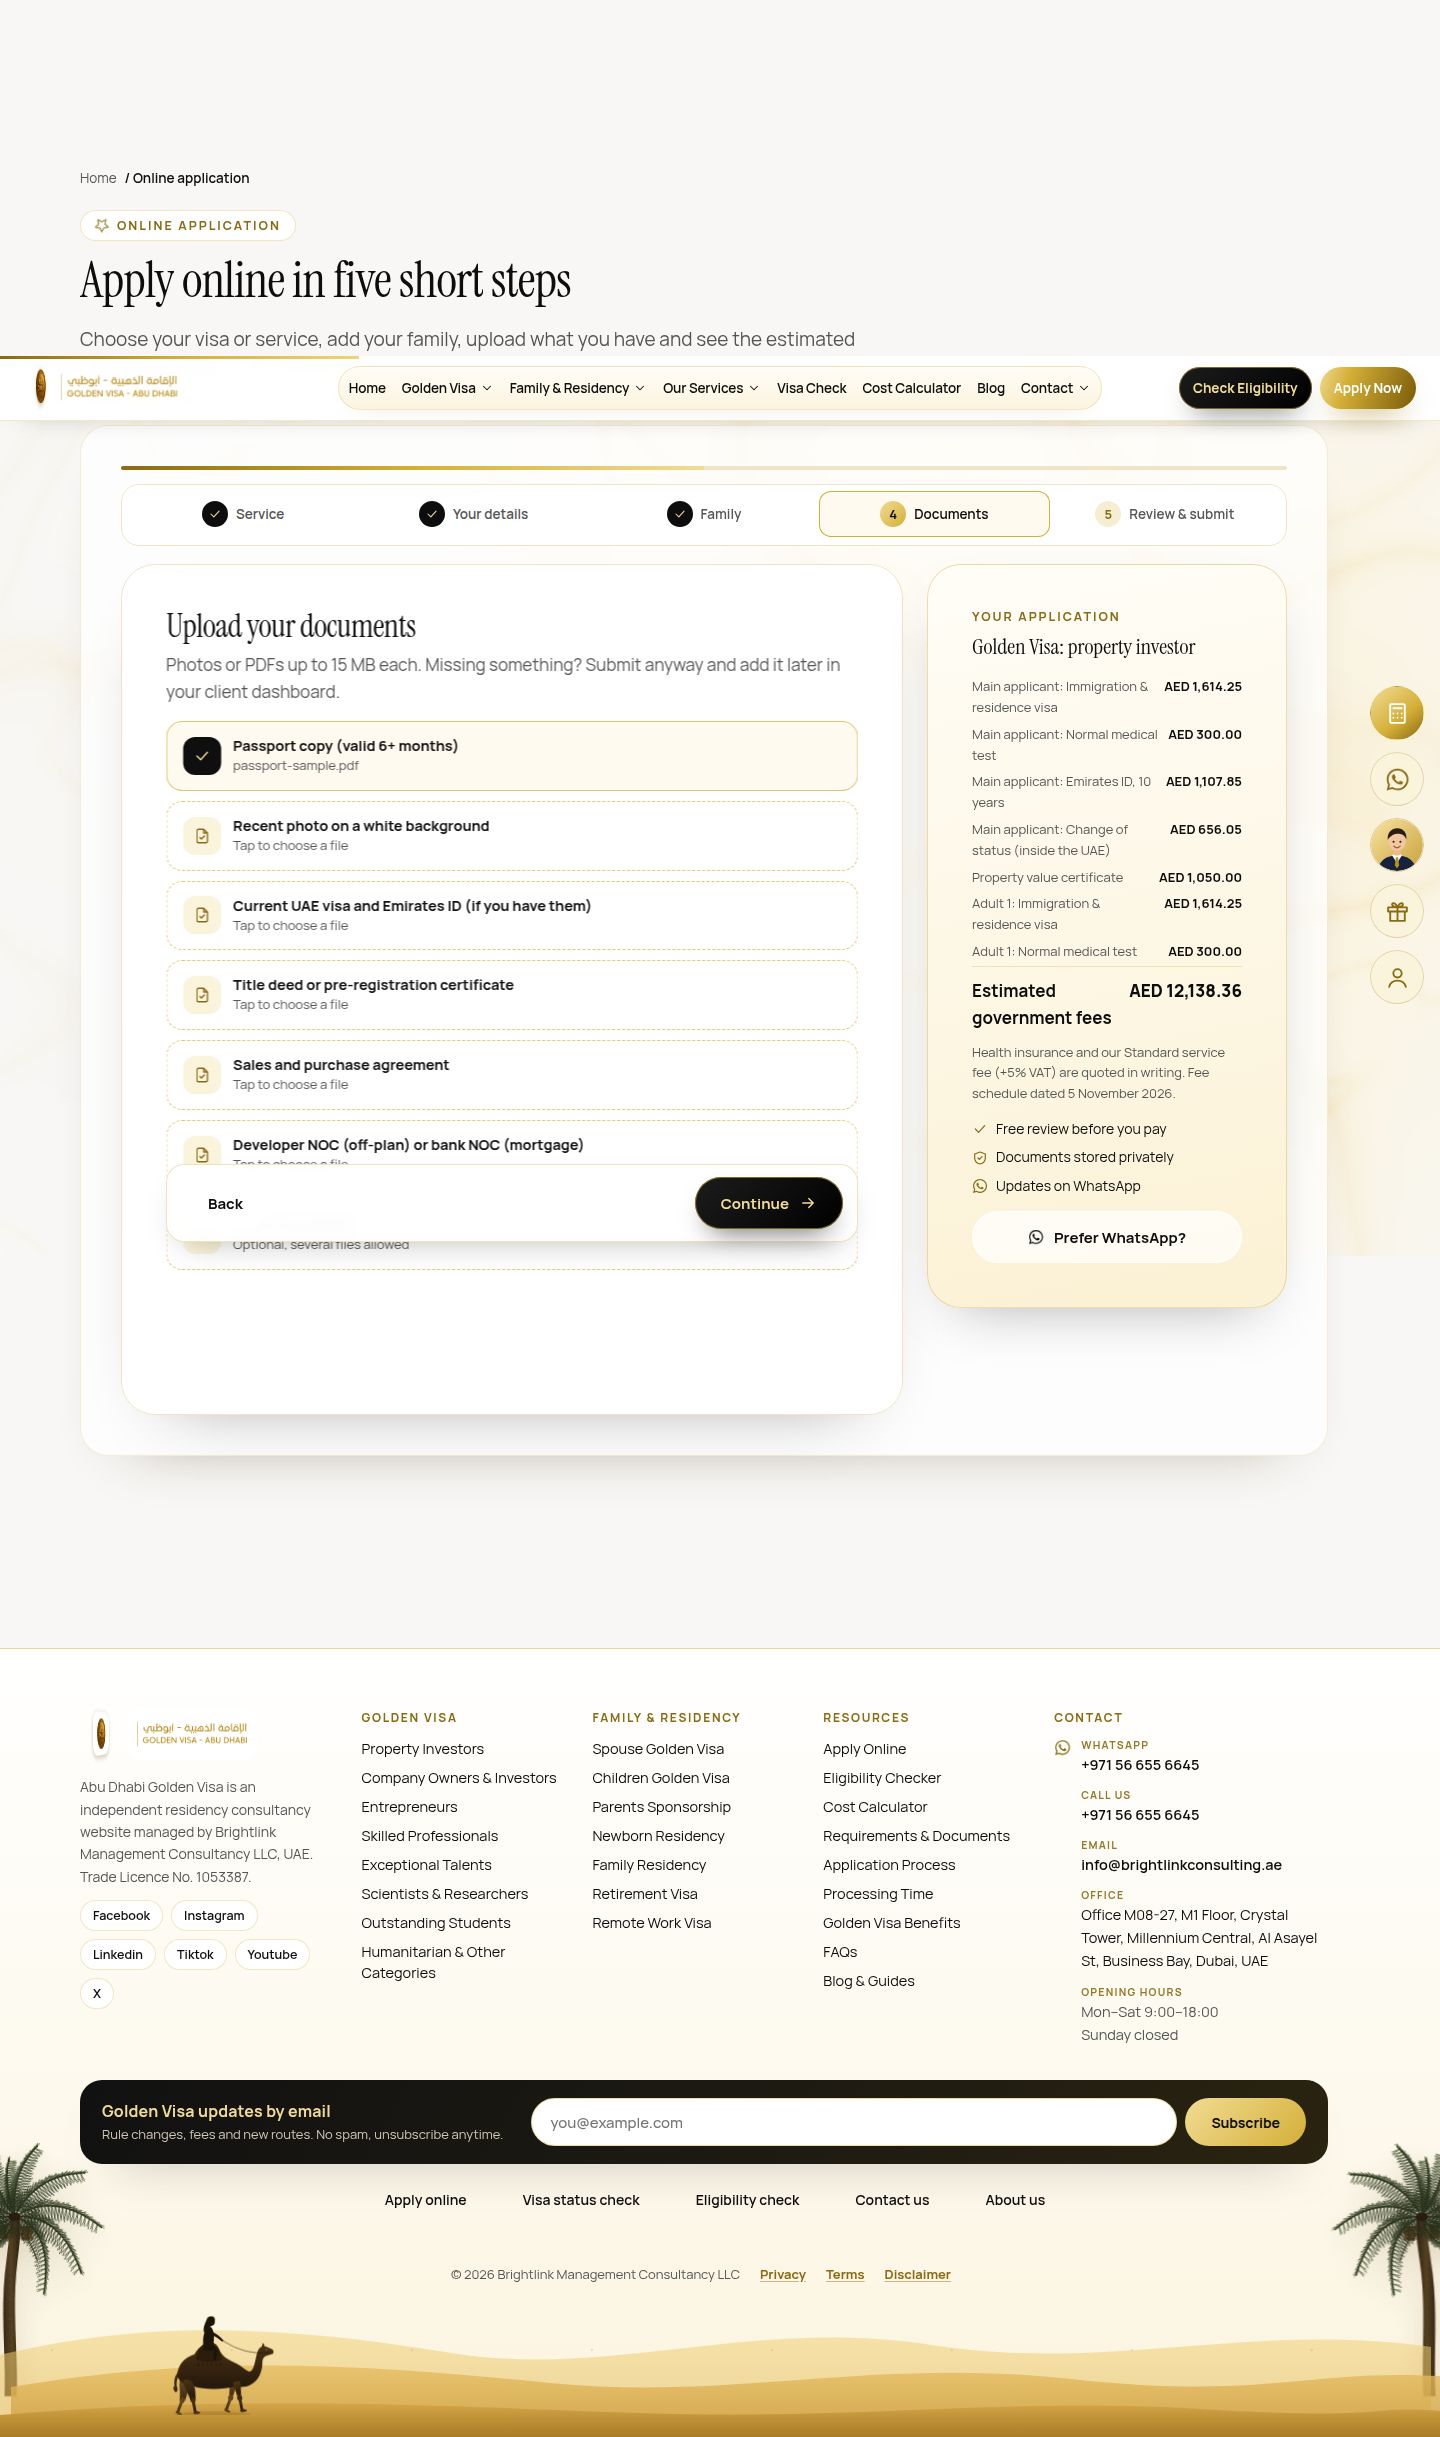 Home / Online application
ONLINE APPLICATION
Apply online in five short steps
Choose your visa or service, add your family, upload what you have and see the estimated
الإقامة الذهبية - ابوظبي
GOLDEN VISA - ABU DHABI
Home
Golden Visa
Family & Residency
Our Services
Visa Check
Cost Calculator
Blog
Contact
Check Eligibility
Apply Now
Service
Your details
Family
4 Documents
5 Review & submit
Upload your documents
Photos or PDFs up to 15 MB each. Missing something? Submit anyway and add it later in
your client dashboard.
Passport copy (valid 6+ months)
passport-sample.pdf
Recent photo on a white background
Tap to choose a file
Current UAE visa and Emirates ID (if you have them)
Tap to choose a file
Title deed or pre-registration certificate
Tap to choose a file
Sales and purchase agreement
Tap to choose a file
Developer NOC (off-plan) or bank NOC (mortgage)
Tap to choose a file
Back
Continue
Optional, several files allowed
YOUR APPLICATION
Golden Visa: property investor
Main applicant: Immigration & AED 1,614.25
residence visa
Main applicant: Normal medical AED 300.00
test
Main applicant: Emirates ID, 10 AED 1,107.85
years
Main applicant: Change of AED 656.05
status (inside the UAE)
Property value certificate AED 1,050.00
Adult 1: Immigration & AED 1,614.25
residence visa
Adult 1: Normal medical test AED 300.00
Estimated AED 12,138.36
government fees
Health insurance and our Standard service
fee (+5% VAT) are quoted in writing. Fee
schedule dated 5 November 2026.
Free review before you pay
Documents stored privately
Updates on WhatsApp
Prefer WhatsApp?
الإقامة الذهبية - ابوظبي
GOLDEN VISA - ABU DHABI
Abu Dhabi Golden Visa is an
independent residency consultancy
website managed by Brightlink
Management Consultancy LLC, UAE.
Trade Licence No. 1053387.
Facebook
Instagram
Linkedin
Tiktok
Youtube
X
GOLDEN VISA
Property Investors
Company Owners & Investors
Entrepreneurs
Skilled Professionals
Exceptional Talents
Scientists & Researchers
Outstanding Students
Humanitarian & Other
Categories
FAMILY & RESIDENCY
Spouse Golden Visa
Children Golden Visa
Parents Sponsorship
Newborn Residency
Family Residency
Retirement Visa
Remote Work Visa
RESOURCES
Apply Online
Eligibility Checker
Cost Calculator
Requirements & Documents
Application Process
Processing Time
Golden Visa Benefits
FAQs
Blog & Guides
CONTACT
WHATSAPP
+971 56 655 6645
CALL US
+971 56 655 6645
EMAIL
info@brightlinkconsulting.ae
OFFICE
Office M08-27, M1 Floor, Crystal
Tower, Millennium Central, Al Asayel
St, Business Bay, Dubai, UAE
OPENING HOURS
Mon–Sat 9:00–18:00
Sunday closed
Golden Visa updates by email
Rule changes, fees and new routes. No spam, unsubscribe anytime.
you@example.com
Subscribe
Apply online
Visa status check
Eligibility check
Contact us
About us
© 2026 Brightlink Management Consultancy LLC
Privacy
Terms
Disclaimer